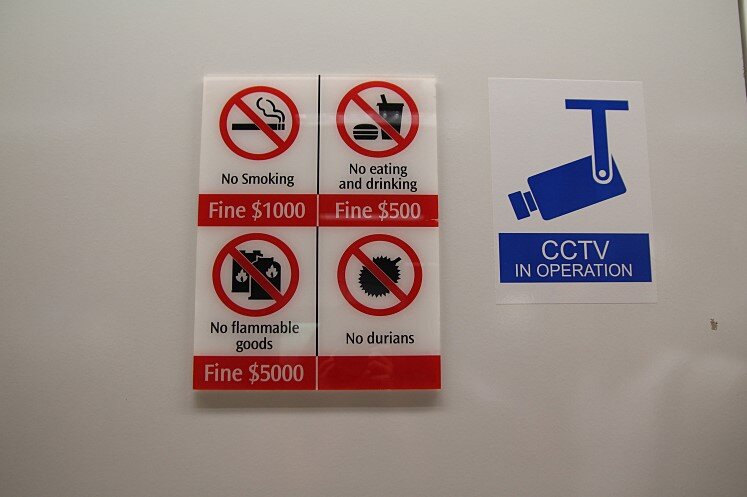 No Smoking
Fine $1000
No eating
and drinking
Fine $500
No flammable
goods
Fine $5000
No durians
CCTV
IN OPERATION